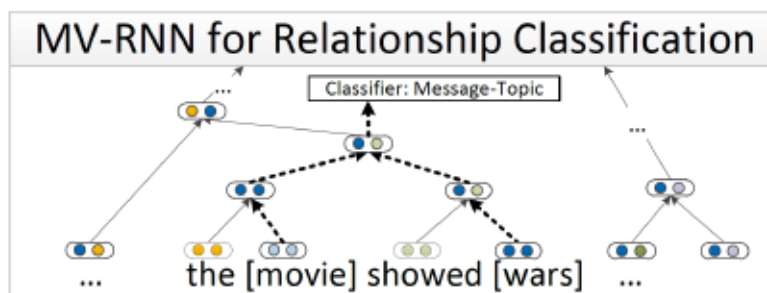 MV-RNN for Relationship Classification
...
Classifier: Message-Topic
...
... the [movie] showed [wars] ...